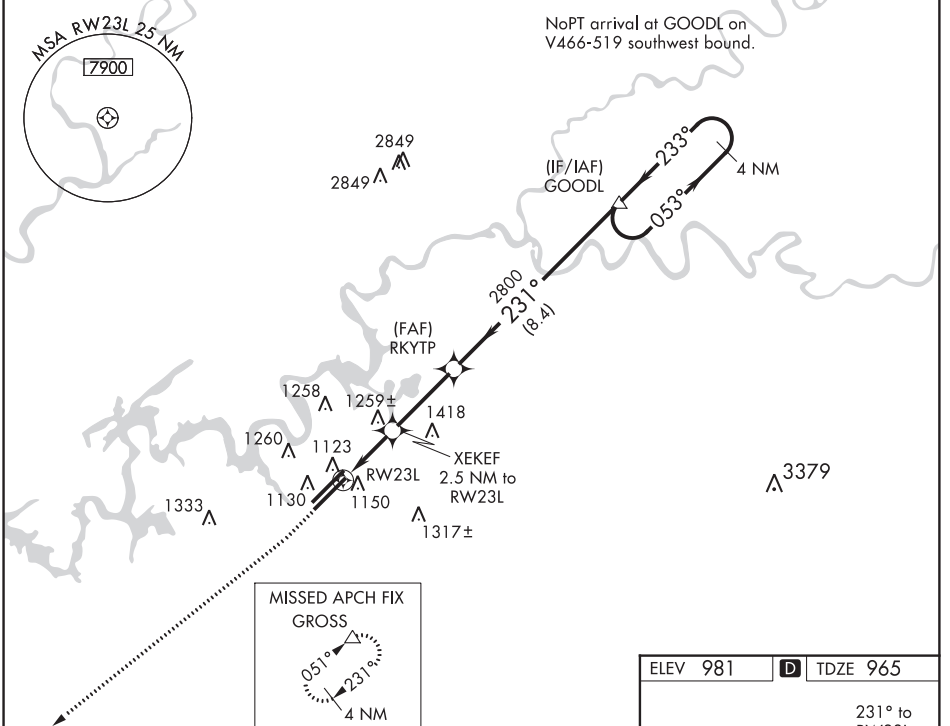 MSA RW23L 25 NM
7900
NoPT arrival at GOODL on
V466-519 southwest bound.
2849
2849
(IF/IAF)
GOODL
233°
053°
4 NM
2800
231°
(8.4)
(FAF)
RKYTP
1258
1259±
1418
1260
1123
RW23L
XEKEF
2.5 NM to
RW23L
1130
1150
1333
1317±
3379
MISSED APCH FIX
GROSS
051°
231°
4 NM
ELEV 981 D TDZE 965
231° to